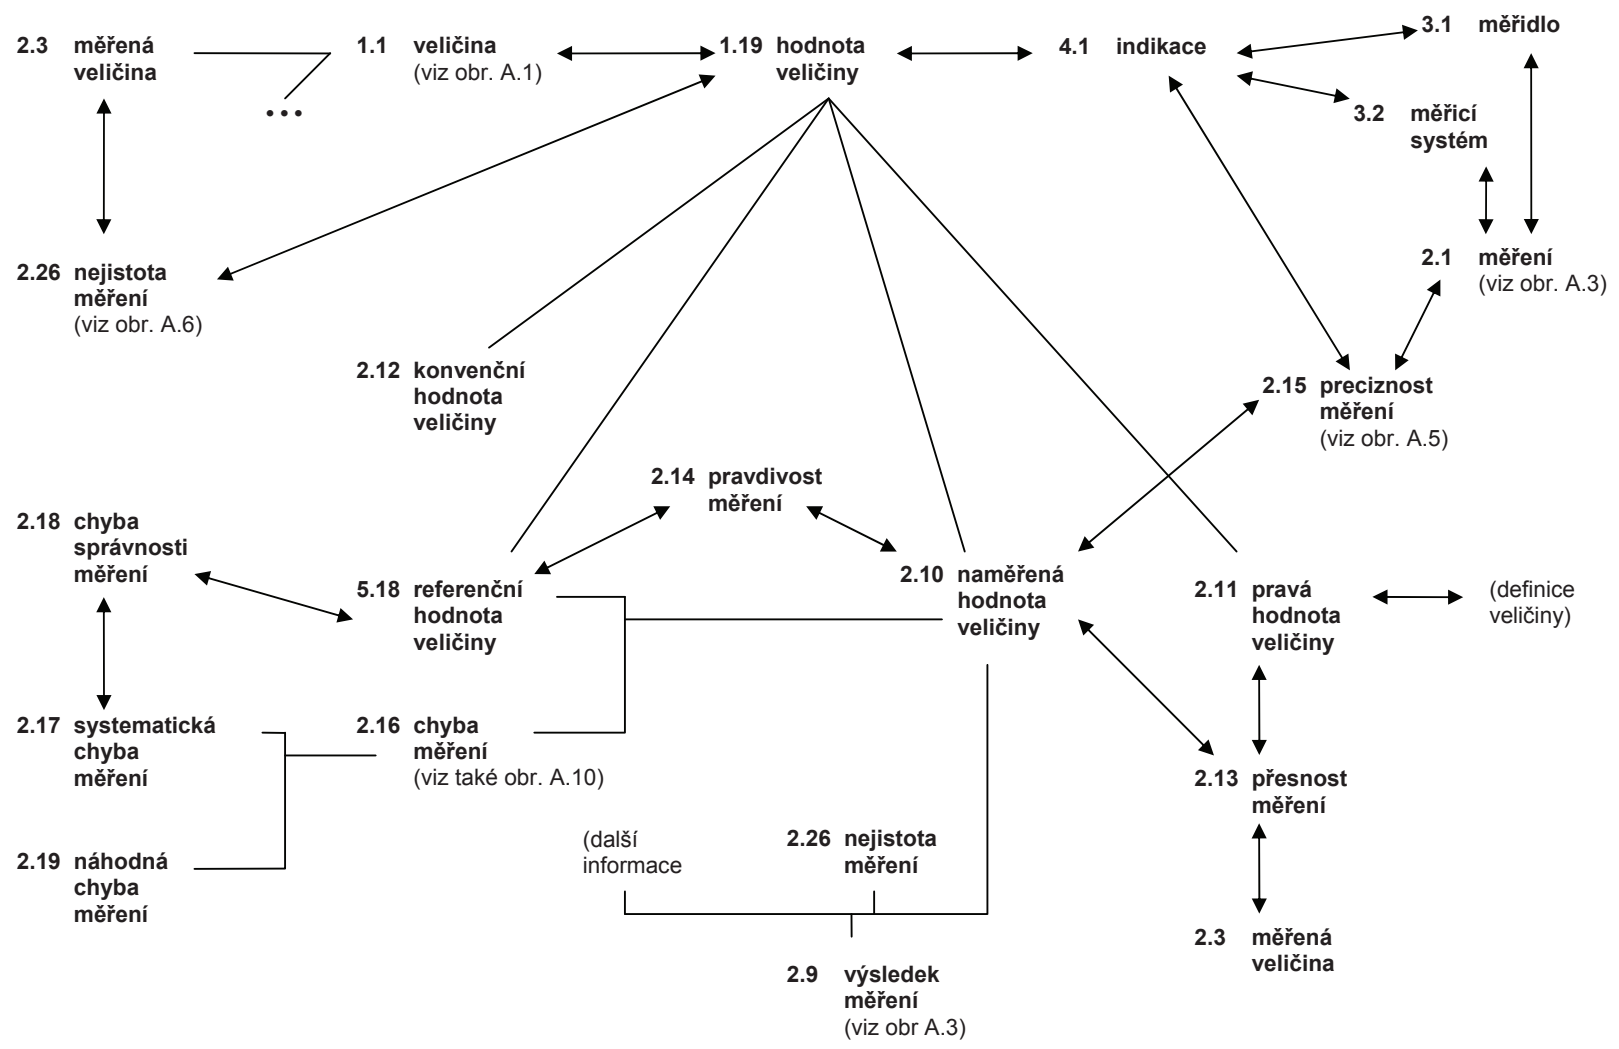 2.3 měřená
veličina
1.1 veličina
(viz obr. A.1)
1.19 hodnota
veličiny
4.1 indikace
3.1 měřidlo
3.2 měřicí
systém
2.26 nejistota
měření
(viz obr. A.6)
2.1 měření
(viz obr. A.3)
2.12 konvenční
hodnota
veličiny
2.15 preciznost
měření
(viz obr. A.5)
2.14 pravdivost
měření
2.18 chyba
správnosti
měření
5.18 referenční
hodnota
veličiny
2.10 naměřená
hodnota
veličiny
2.11 pravá
hodnota
veličiny
(definice
veličiny)
2.17 systematická
chyba
měření
2.16 chyba
měření
(viz také obr. A.10)
2.13 přesnost
měření
2.19 náhodná
chyba
měření
(další
informace
2.26 nejistota
měření
2.3 měřená
veličina
2.9 výsledek
měření
(viz obr A.3)